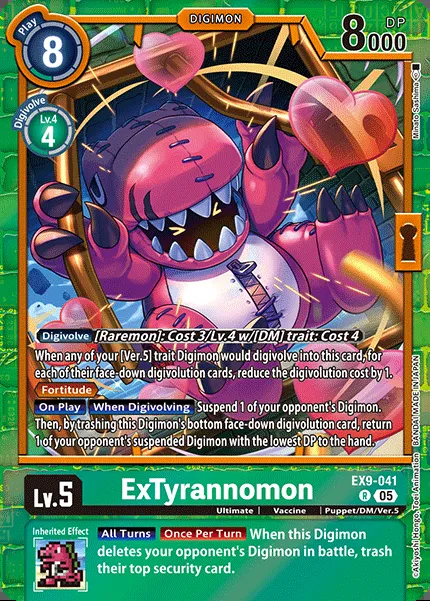 Play
8
DIGIMON
DP
8000
Digivolve
Lv.4
4
Minato Sashima
Digivolve [Raremon]: Cost 3/Lv.4 w/[DM] trait: Cost 4
When any of your [Ver.5] trait Digimon would digivolve into this card, for
each of their face-down digivolution cards, reduce the digivolution cost by 1.
Fortitude
On Play When Digivolving Suspend 1 of your opponent's Digimon.
Then, by trashing this Digimon's bottom face-down digivolution card, return
1 of your opponent's suspended Digimon with the lowest DP to the hand.
©Akiyoshi Hongo, Toei Animation BANDAI MADE IN JAPAN
Lv.5
ExTyrannomon
EX9-041
R 05
Ultimate | Vaccine | Puppet/DM/Ver.5
Inherited Effect
All Turns Once Per Turn When this Digimon
deletes your opponent's Digimon in battle, trash
their top security card.